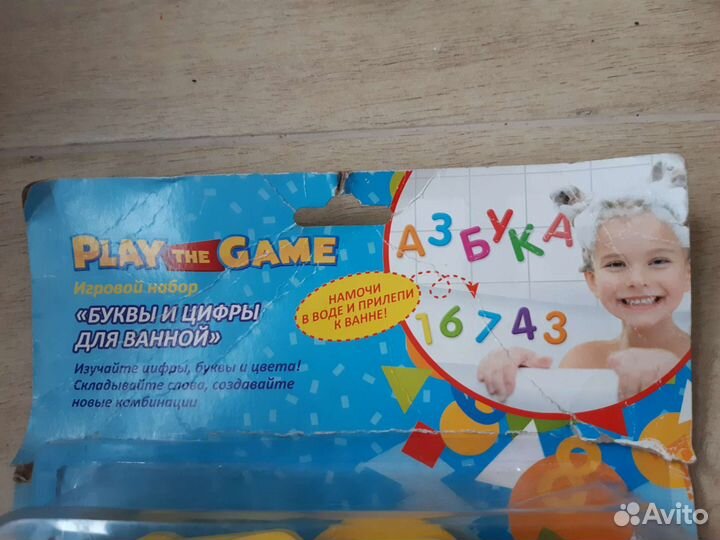 PLAY THE GAME
Игровой набор
«БУКВЫ И ЦИФРЫ
ДЛЯ ВАННОЙ»
Изучайте цифры, буквы и цвета!
Складывайте слова, создавайте
новые комбинации
НАМОЧИ
В ВОДЕ И ПРИЛЕПИ
К ВАННЕ!
АЗБУКА
16743
Avito